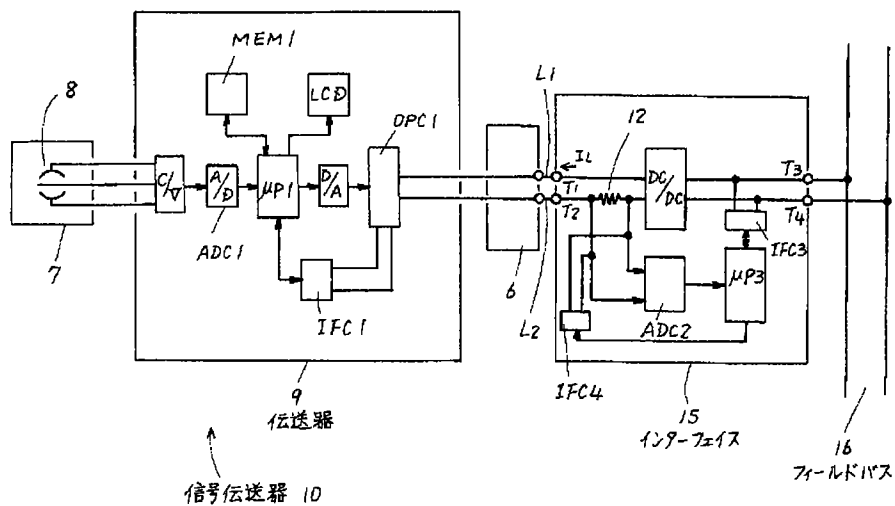 MEM1
LCD
8
OPC1
L1
12
IL
T1
T2
DC/DC
T3
T4
C/V
A/D
μP1
D/A
7
ADC1
IFC1
6
L2
IFC3
μP3
ADC2
IFC4
9
伝送器
15
インターフェイス
16
フィールドバス
信号伝送器 10